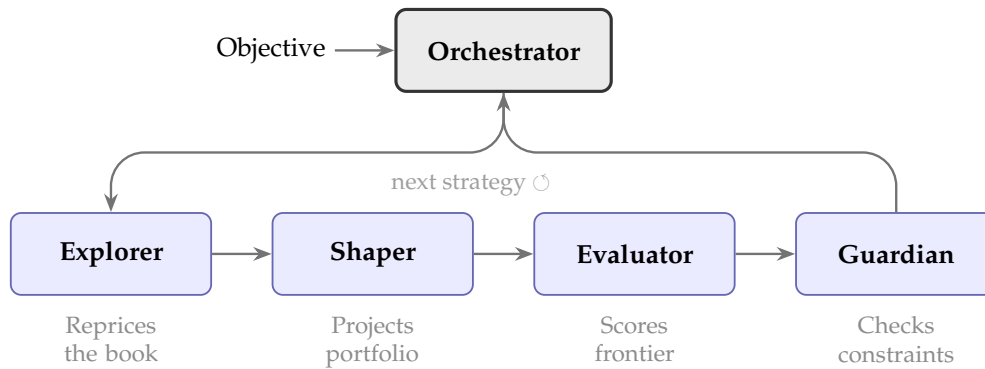 Objective
Orchestrator
next strategy
Explorer
Shaper
Evaluator
Guardian
Reprices
the book
Projects
portfolio
Scores
frontier
Checks
constraints